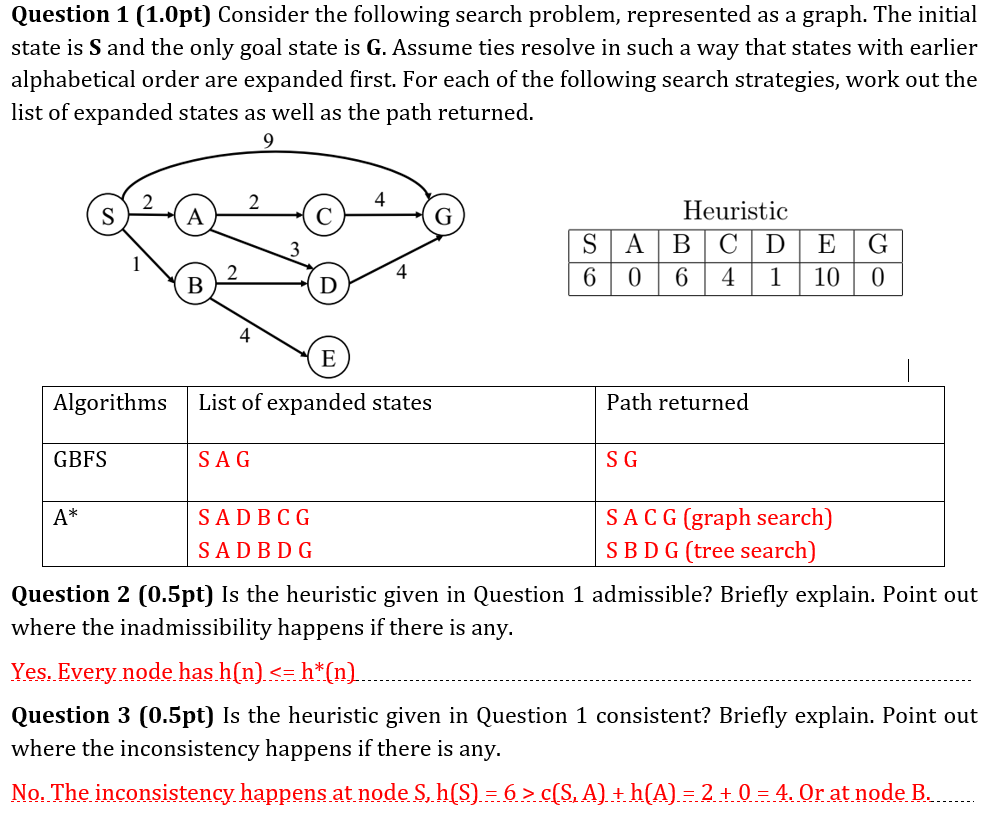 Question 1 (1.0pt) Consider the following search problem, represented as a graph. The initial
state is S and the only goal state is G. Assume ties resolve in such a way that states with earlier
alphabetical order are expanded first. For each of the following search strategies, work out the
list of expanded states as well as the path returned.
9
2 2 4
S A C G
3
1 2 4
B D
4
E
Heuristic
S A B C D E G
6 0 6 4 1 10 0
Algorithms List of expanded states Path returned
GBFS S A G S G
A* S A D B C G S A C G (graph search)
S A D B D G S B D G (tree search)
Question 2 (0.5pt) Is the heuristic given in Question 1 admissible? Briefly explain. Point out
where the inadmissibility happens if there is any.
Yes. Every node has h(n) <= h*(n)
Question 3 (0.5pt) Is the heuristic given in Question 1 consistent? Briefly explain. Point out
where the inconsistency happens if there is any.
No. The inconsistency happens at node S, h(S) = 6 > c(S, A) + h(A) = 2 + 0 = 4. Or at node B.